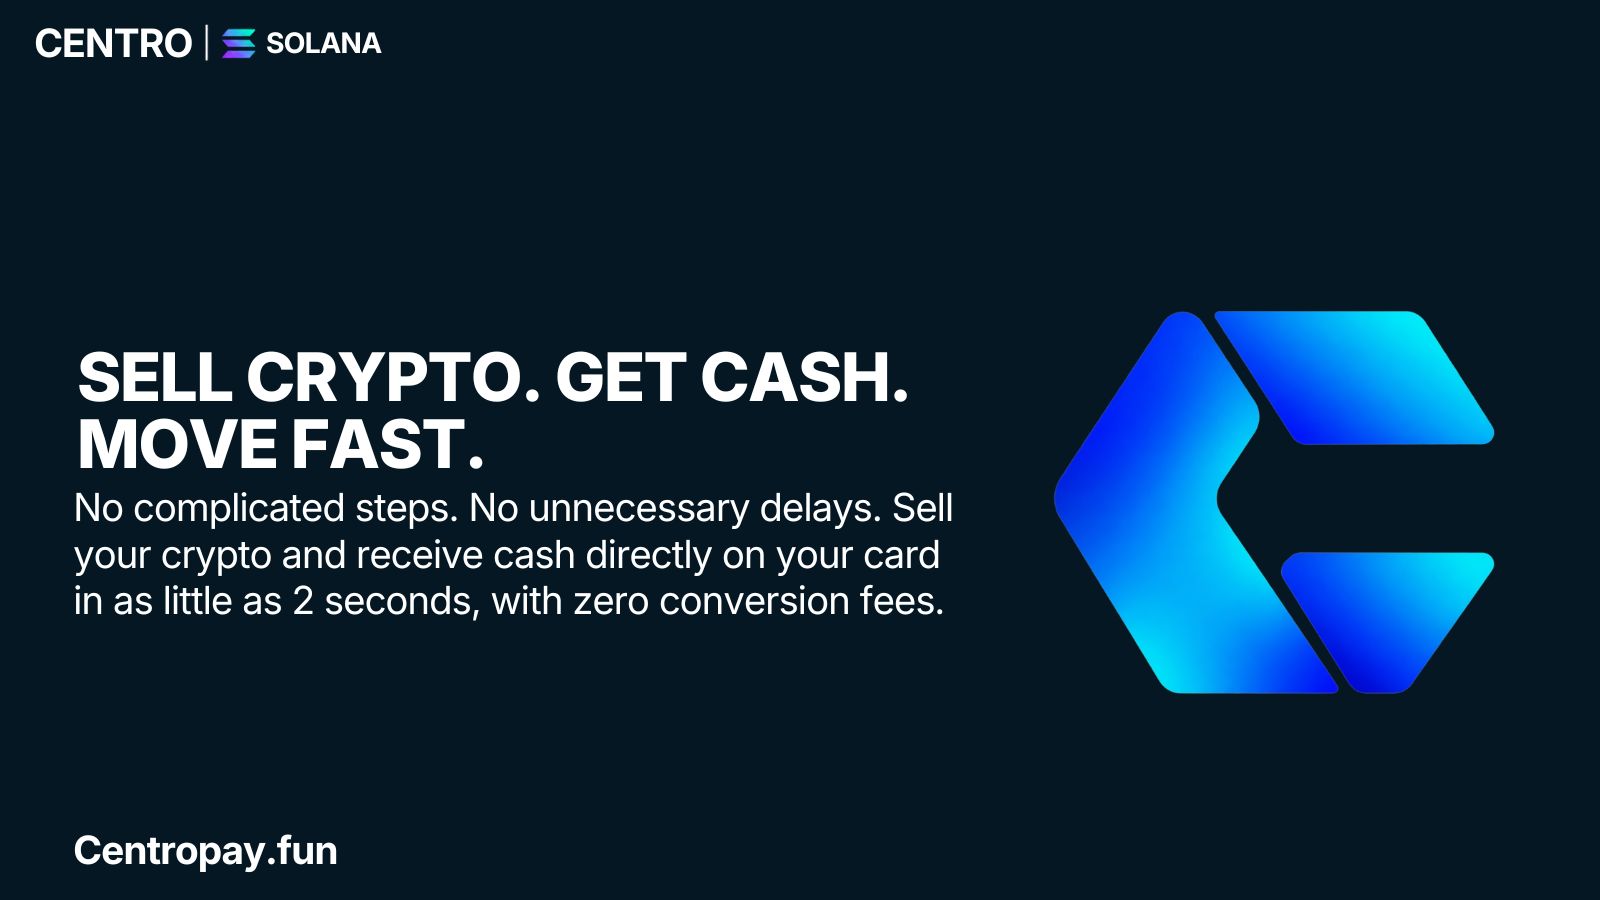 CENTRO | SOLANA
SELL CRYPTO. GET CASH.
MOVE FAST.
No complicated steps. No unnecessary delays. Sell
your crypto and receive cash directly on your card
in as little as 2 seconds, with zero conversion fees.
Centropay.fun